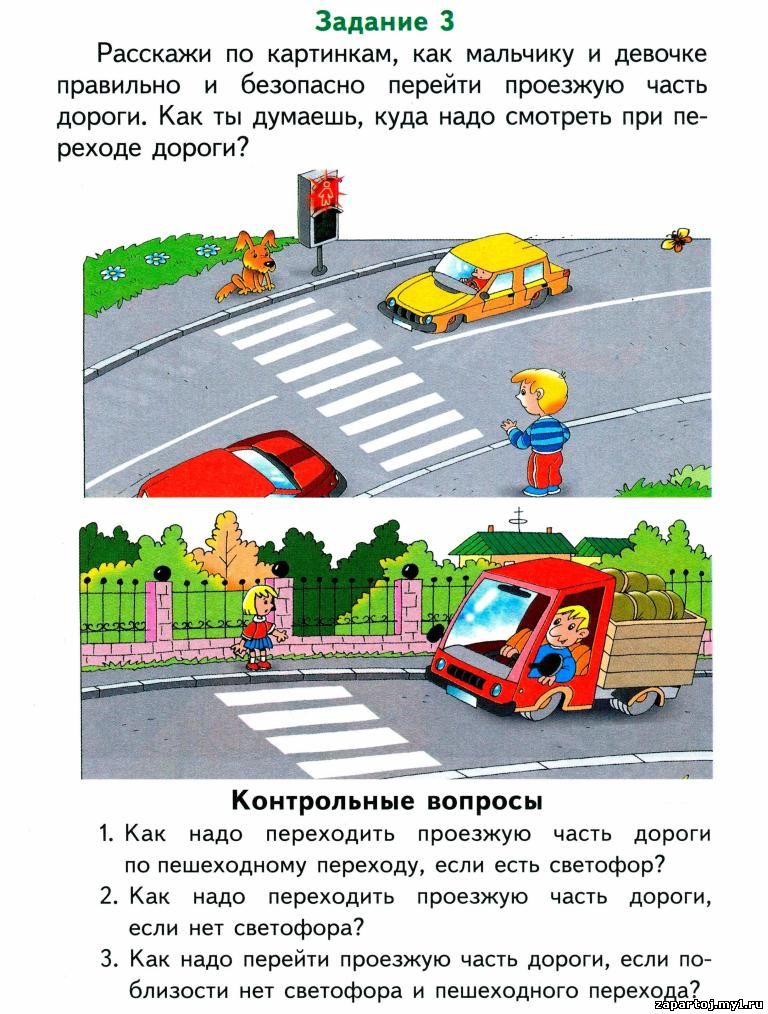 Задание 3
Расскажи по картинкам, как мальчику и девочке
правильно и безопасно перейти проезжую часть
дороги. Как ты думаешь, куда надо смотреть при пе-
реходе дороги?
Контрольные вопросы
1. Как надо переходить проезжую часть дороги
по пешеходному переходу, если есть светофор?
2. Как надо переходить проезжую часть дороги,
если нет светофора?
3. Как надо перейти проезжую часть дороги, если по-
близости нет светофора и пешеходного перехода?
zapartoj.my1.ru